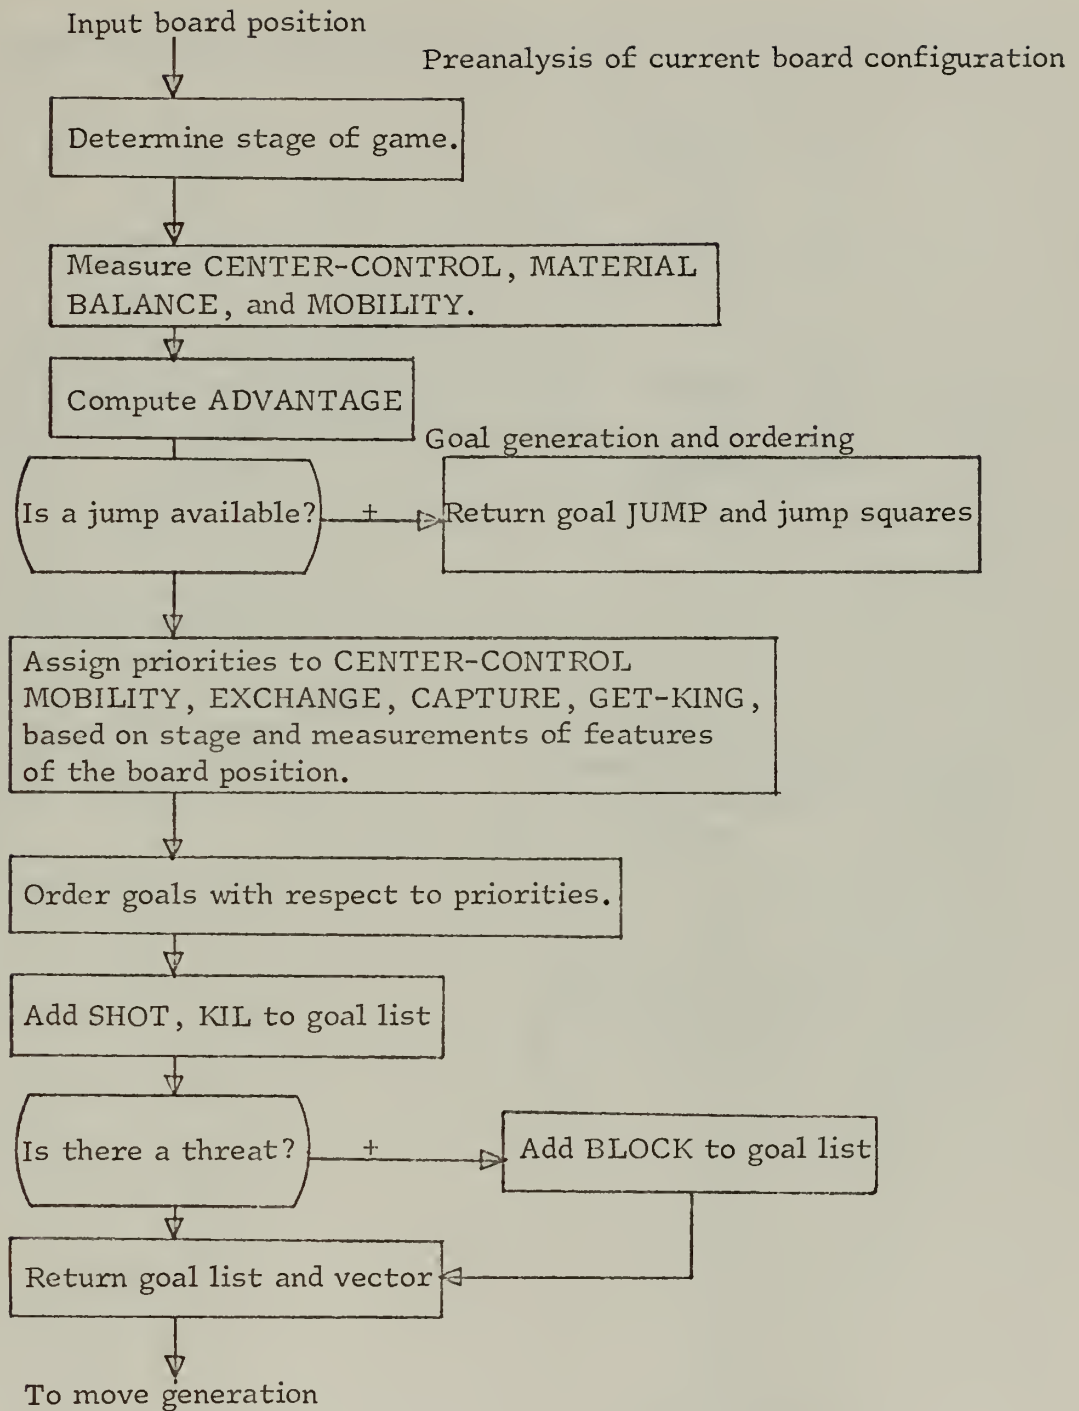 Input board position
Preanalysis of current board configuration
Determine stage of game.
Measure CENTER-CONTROL, MATERIAL
BALANCE, and MOBILITY.
Compute ADVANTAGE
Goal generation and ordering
Is a jump available?
+
Return goal JUMP and jump squares
Assign priorities to CENTER-CONTROL
MOBILITY, EXCHANGE, CAPTURE, GET-KING,
based on stage and measurements of features
of the board position.
Order goals with respect to priorities.
Add SHOT, KIL to goal list
Is there a threat?
+
Add BLOCK to goal list
Return goal list and vector
To move generation